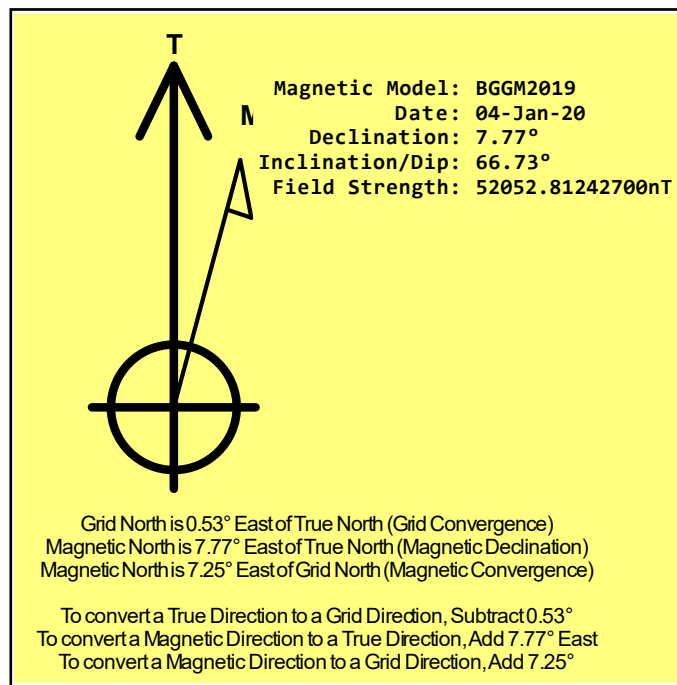 T
M
Magnetic Model: BGGM2019
Date: 04-Jan-20
Declination: 7.77°
Inclination/Dip: 66.73°
Field Strength: 52052.81242700nT
Grid North is 0.53° East of True North (Grid Convergence)
Magnetic North is 7.77° East of True North (Magnetic Declination)
Magnetic North is 7.25° East of Grid North (Magnetic Convergence)
To convert a True Direction to a Grid Direction, Subtract 0.53°
To convert a Magnetic Direction to a True Direction, Add 7.77° East
To convert a Magnetic Direction to a Grid Direction, Add 7.25°